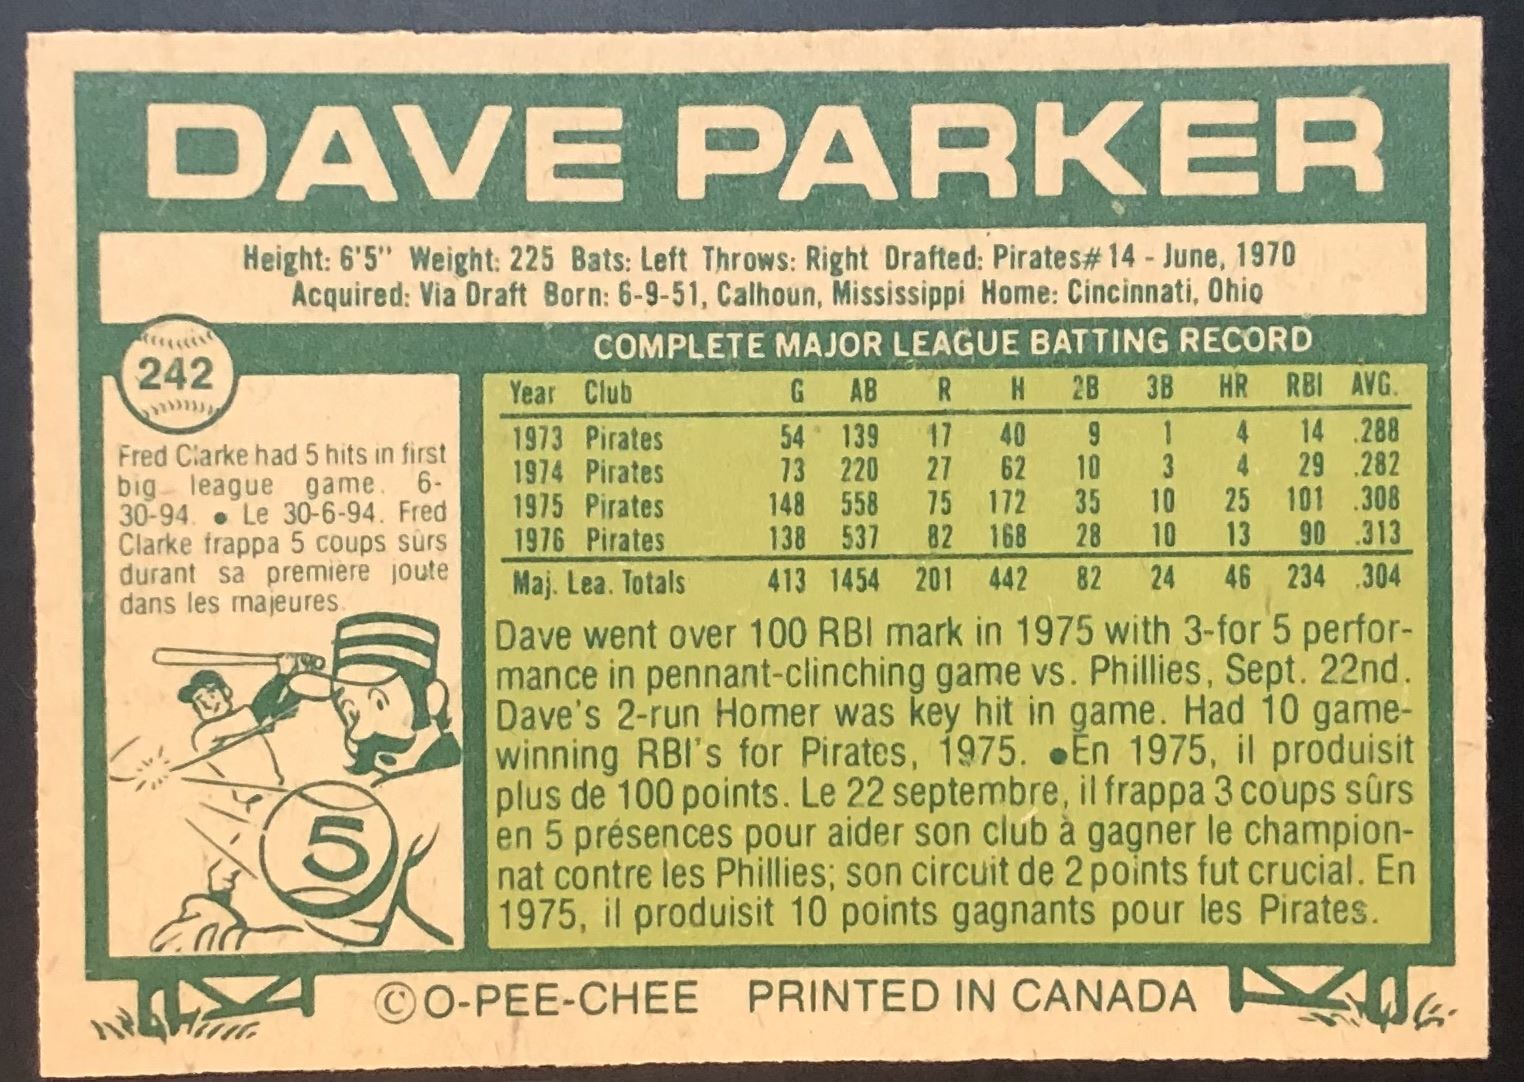 DAVE PARKER
Height: 6'5" Weight: 225 Bats: Left Throws: Right Drafted: Pirates#14 - June, 1970
Acquired: Via Draft Born: 6-9-51, Calhoun, Mississippi Home: Cincinnati, Ohio
242
Fred Clarke had 5 hits in first
big league game. 6-
30-94. ● Le 30-6-94. Fred
Clarke frappa 5 coups sûrs
durant sa première joute
dans les majeures.
5
COMPLETE MAJOR LEAGUE BATTING RECORD
Year Club G AB R H 2B 3B HR RBI AVG.
1973 Pirates 54 139 17 40 9 1 4 14 .288
1974 Pirates 73 220 27 62 10 3 4 29 .282
1975 Pirates 148 558 75 172 35 10 25 101 .308
1976 Pirates 138 537 82 168 28 10 13 90 .313
Maj. Lea. Totals 413 1454 201 442 82 24 46 234 .304
Dave went over 100 RBI mark in 1975 with 3-for 5 perfor-
mance in pennant-clinching game vs. Phillies, Sept. 22nd.
Dave's 2-run Homer was key hit in game. Had 10 game-
winning RBI's for Pirates, 1975. ●En 1975, il produisit
plus de 100 points. Le 22 septembre, il frappa 3 coups sûrs
en 5 présences pour aider son club à gagner le champion-
nat contre les Phillies; son circuit de 2 points fut crucial. En
1975, il produisit 10 points gagnants pour les Pirates.
©O-PEE-CHEE PRINTED IN CANADA